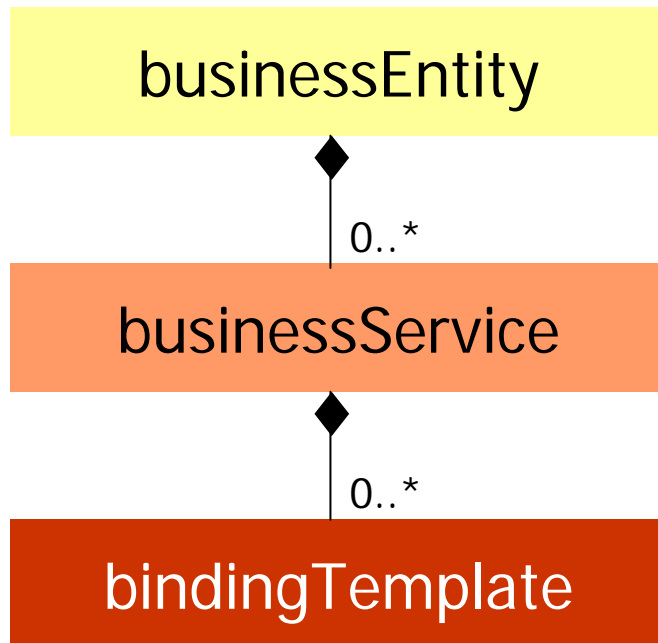 businessEntity
0..*
businessService
0..*
bindingTemplate